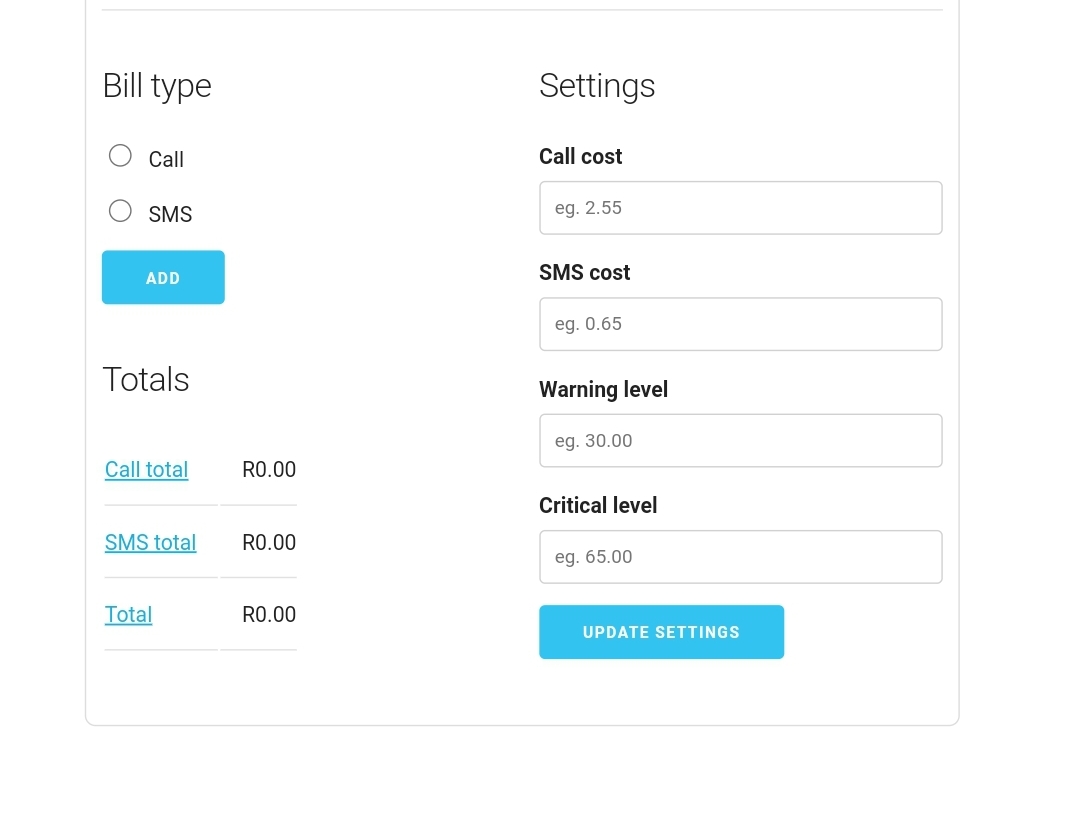 Bill type
Call
SMS
ADD
Totals
Call total R0.00
SMS total R0.00
Total R0.00
Settings
Call cost
eg. 2.55
SMS cost
eg. 0.65
Warning level
eg. 30.00
Critical level
eg. 65.00
UPDATE SETTINGS